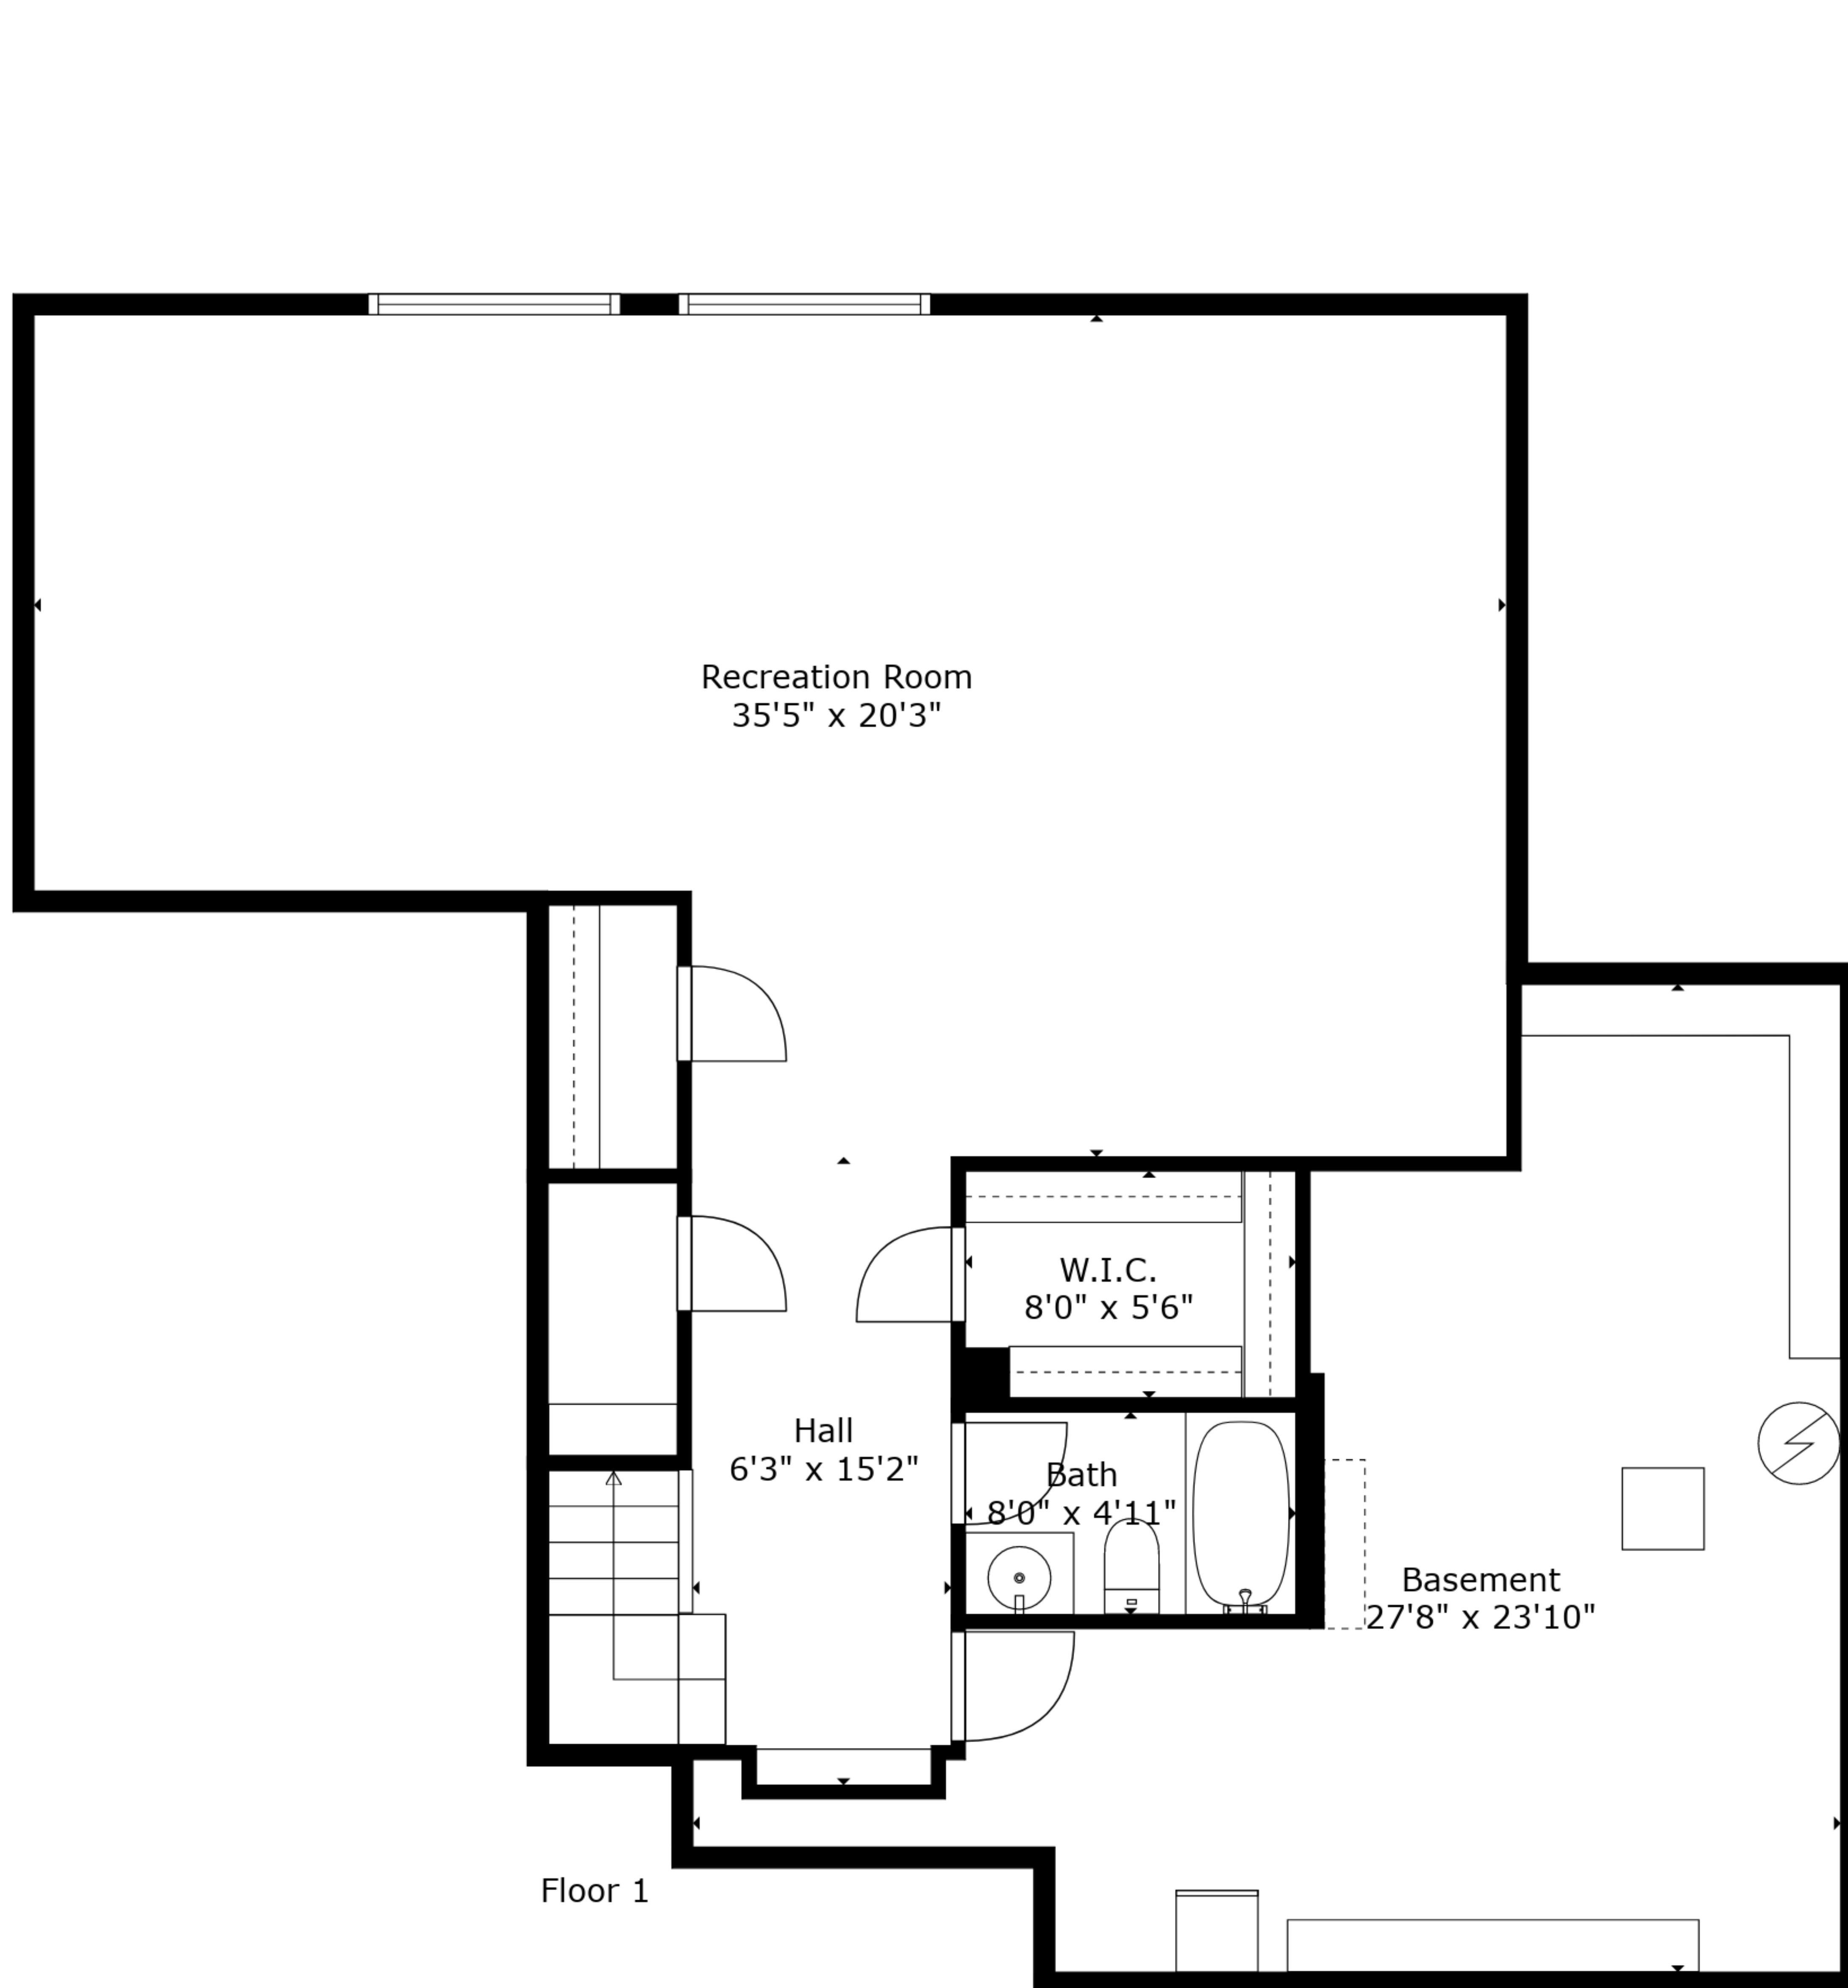 Recreation Room
35'5" x 20'3"
W.I.C.
8'0" x 5'6"
Hall
6'3" x 15'2"
Bath
8'0" x 4'11"
Basement
27'8" x 23'10"
Floor 1